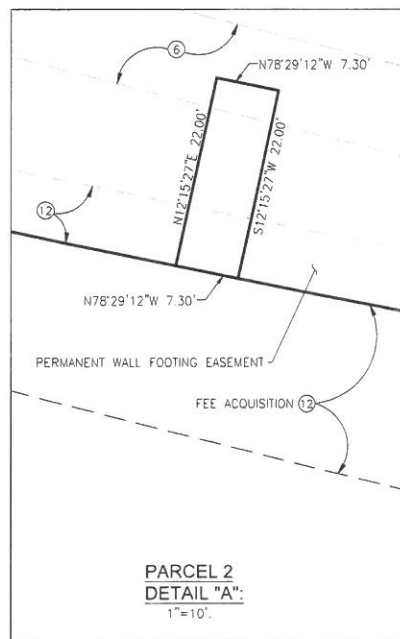 6
N78°29'12"W 7.30'
N12°15'27"E 22.00'
S12°15'27"W 22.00'
12
N78°29'12"W 7.30'
PERMANENT WALL FOOTING EASEMENT
FEE ACQUISITION 12
PARCEL 2
DETAIL "A":
1"=10'.